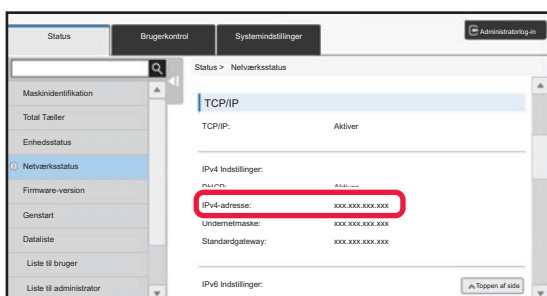 Status
Brugerkontrol
Systemindstillinger
Administratorlog-in
Status > Netværksstatus
Maskinidentifikation
Total Tæller
Enhedsstatus
Netværksstatus
Firmware-version
Genstart
Dataliste
Liste til bruger
Liste til administrator
TCP/IP
TCP/IP: Aktiver
IPv4 Indstillinger:
DHCP: Aktiver
IPv4-adresse: xxx.xxx.xxx.xxx
Undernetmaske: xxx.xxx.xxx.xxx
Standardgateway: xxx.xxx.xxx.xxx
IPv6 Indstillinger:
Toppen af side